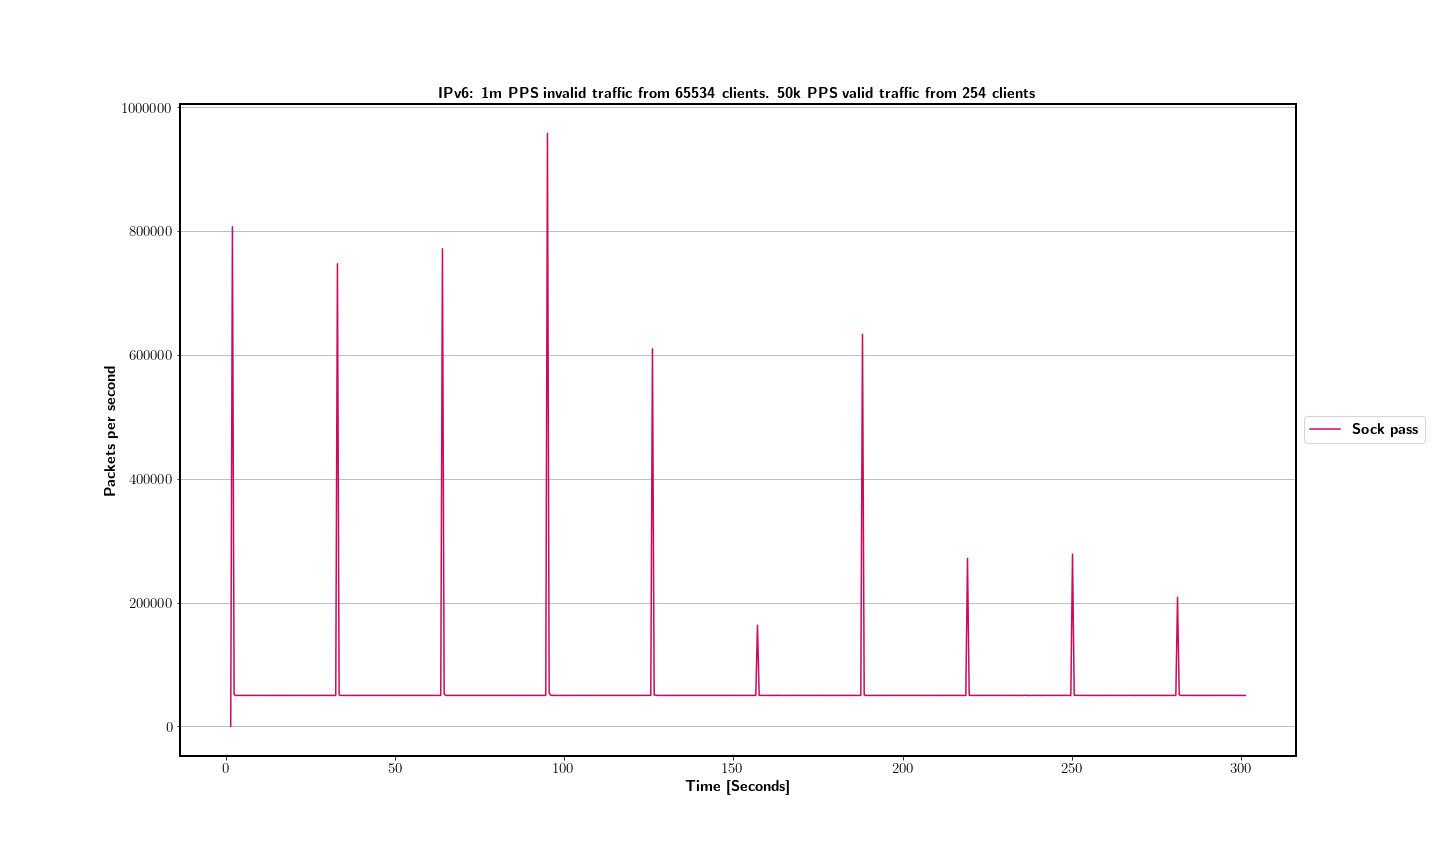 IPv6: 1m PPS invalid traffic from 65534 clients. 50k PPS valid traffic from 254 clients
1000000
800000
600000
400000
200000
0
Packets per second
0 50 100 150 200 250 300
Time [Seconds]
Sock pass